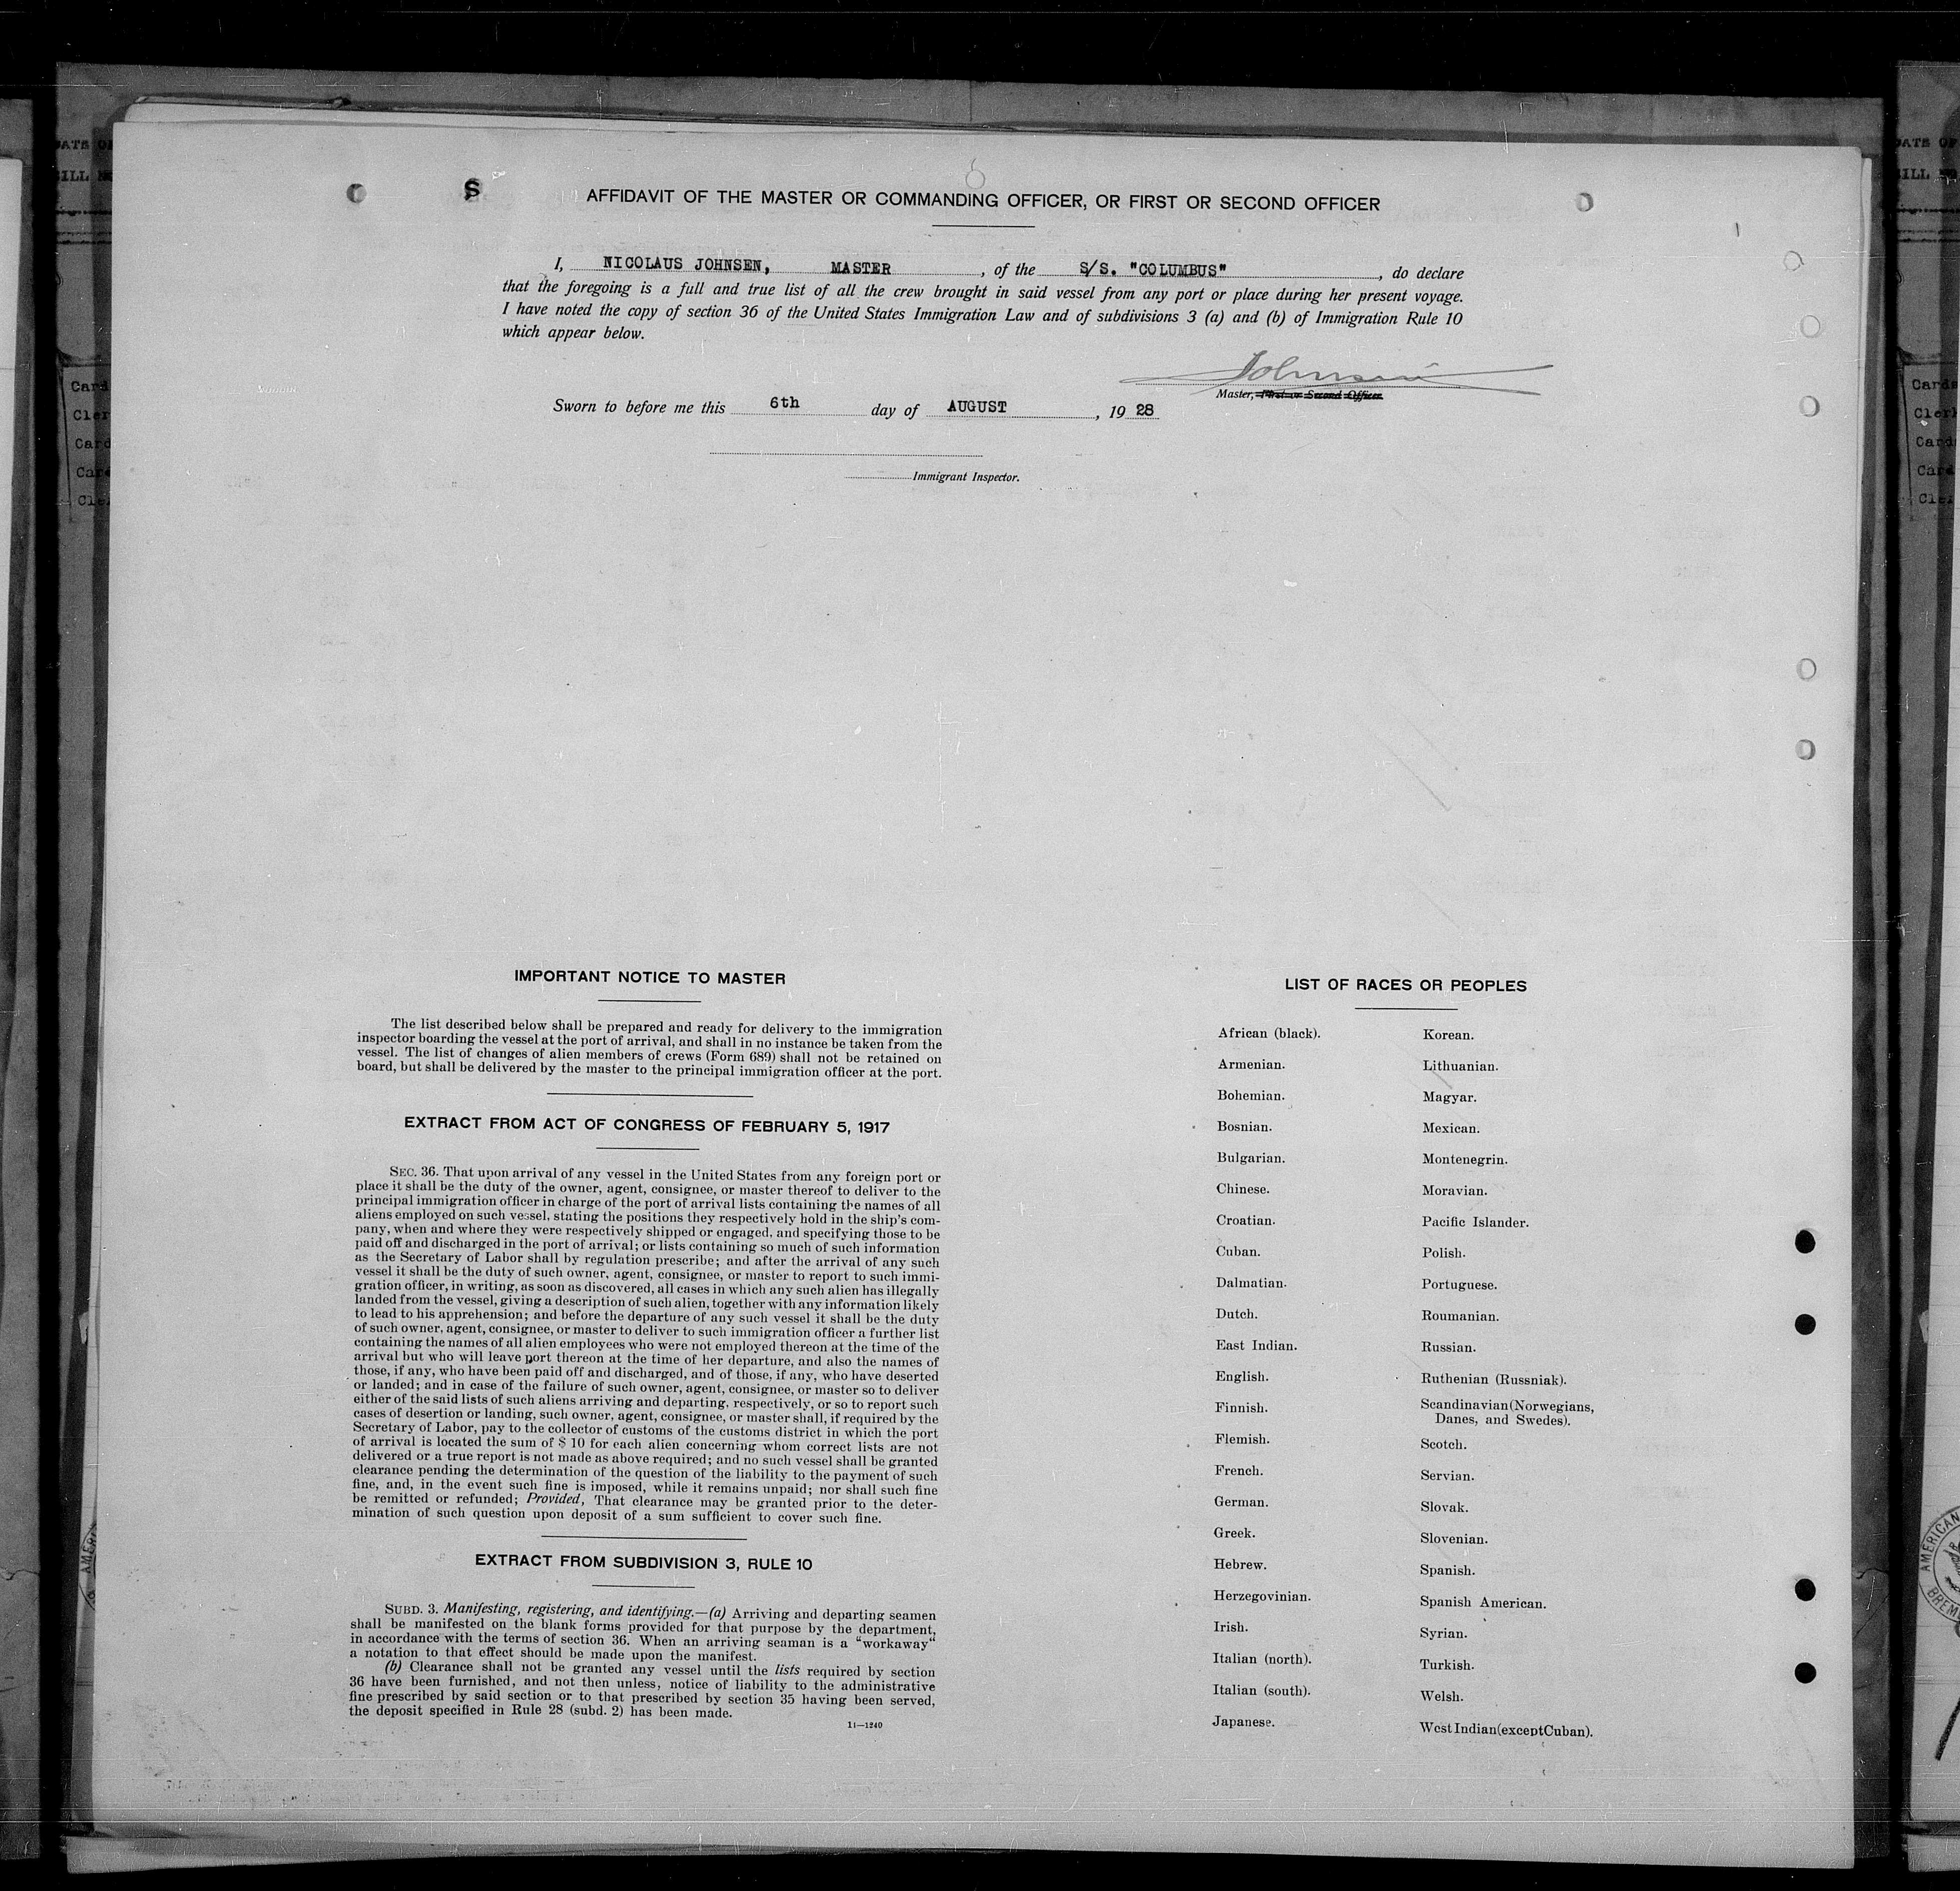 S
AFFIDAVIT OF THE MASTER OR COMMANDING OFFICER, OR FIRST OR SECOND OFFICER
I, NICOLAUS JOHNSEN, MASTER, of the S/S. "COLUMBUS", do declare
that the foregoing is a full and true list of all the crew brought in said vessel from any port or place during her present voyage.
I have noted the copy of section 36 of the United States Immigration Law and of subdivisions 3 (a) and (b) of Immigration Rule 10
which appear below.
Johnsen
Master, First or Second Officer.
Sworn to before me this 6th day of AUGUST, 19 28
Immigrant Inspector.
IMPORTANT NOTICE TO MASTER
The list described below shall be prepared and ready for delivery to the immigration
inspector boarding the vessel at the port of arrival, and shall in no instance be taken from the
vessel. The list of changes of alien members of crews (Form 689) shall not be retained on
board, but shall be delivered by the master to the principal immigration officer at the port.
EXTRACT FROM ACT OF CONGRESS OF FEBRUARY 5, 1917
SEC. 36. That upon arrival of any vessel in the United States from any foreign port or
place it shall be the duty of the owner, agent, consignee, or master thereof to deliver to the
principal immigration officer in charge of the port of arrival lists containing the names of all
aliens employed on such vessel, stating the positions they respectively hold in the ship's com-
pany, when and where they were respectively shipped or engaged, and specifying those to be
paid off and discharged in the port of arrival; or lists containing so much of such information
as the Secretary of Labor shall by regulation prescribe; and after the arrival of any such
vessel it shall be the duty of such owner, agent, consignee, or master to report to such immi-
gration officer, in writing, as soon as discovered, all cases in which any such alien has illegally
landed from the vessel, giving a description of such alien, together with any information likely
to lead to his apprehension; and before the departure of any such vessel it shall be the duty
of such owner, agent, consignee, or master to deliver to such immigration officer a further list
containing the names of all alien employees who were not employed thereon at the time of the
arrival but who will leave port thereon at the time of her departure, and also the names of
those, if any, who have been paid off and discharged, and of those, if any, who have deserted
or landed; and in case of the failure of such owner, agent, consignee, or master so to deliver
either of the said lists of such aliens arriving and departing, respectively, or so to report such
cases of desertion or landing, such owner, agent, consignee, or master shall, if required by the
Secretary of Labor, pay to the collector of customs of the customs district in which the port
of arrival is located the sum of $ 10 for each alien concerning whom correct lists are not
delivered or a true report is not made as above required; and no such vessel shall be granted
clearance pending the determination of the question of the liability to the payment of such
fine, and, in the event such fine is imposed, while it remains unpaid; nor shall such fine
be remitted or refunded; Provided, That clearance may be granted prior to the deter-
mination of such question upon deposit of a sum sufficient to cover such fine.
EXTRACT FROM SUBDIVISION 3, RULE 10
SUBD. 3. Manifesting, registering, and identifying.—(a) Arriving and departing seamen
shall be manifested on the blank forms provided for that purpose by the department,
in accordance with the terms of section 36. When an arriving seaman is a “workaway“
a notation to that effect should be made upon the manifest.
(b) Clearance shall not be granted any vessel until the lists required by section
36 have been furnished, and not then unless, notice of liability to the administrative
fine prescribed by said section or to that prescribed by section 35 having been served,
the deposit specified in Rule 28 (subd. 2) has been made.
11—1240
LIST OF RACES OR PEOPLES
African (black).
Armenian.
Bohemian.
Bosnian.
Bulgarian.
Chinese.
Croatian.
Cuban.
Dalmatian.
Dutch.
East Indian.
English.
Finnish.
Flemish.
French.
German.
Greek.
Hebrew.
Herzegovinian.
Irish.
Italian (north).
Italian (south).
Japanese.
Korean.
Lithuanian.
Magyar.
Mexican.
Montenegrin.
Moravian.
Pacific Islander.
Polish.
Portuguese.
Roumanian.
Russian.
Ruthenian (Russniak).
Scandinavian(Norwegians,
Danes, and Swedes).
Scotch.
Servian.
Slovak.
Slovenian.
Spanish.
Spanish American.
Syrian.
Turkish.
Welsh.
West Indian(except Cuban).